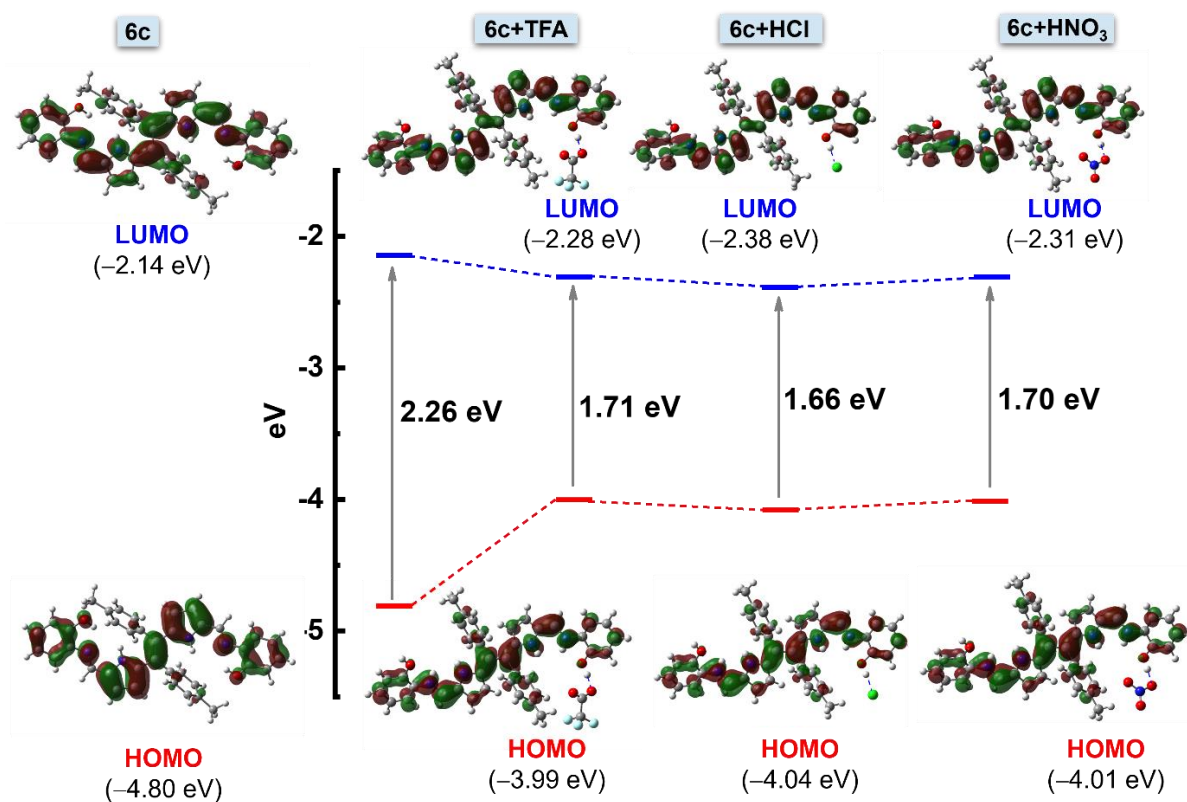 6c
6c+TFA
6c+HCl
6c+HNO₃
LUMO
(−2.14 eV)
LUMO
(−2.28 eV)
LUMO
(−2.38 eV)
LUMO
(−2.31 eV)
-2
-3
-4
-5
eV
2.26 eV
1.71 eV
1.66 eV
1.70 eV
HOMO
(−4.80 eV)
HOMO
(−3.99 eV)
HOMO
(−4.04 eV)
HOMO
(−4.01 eV)